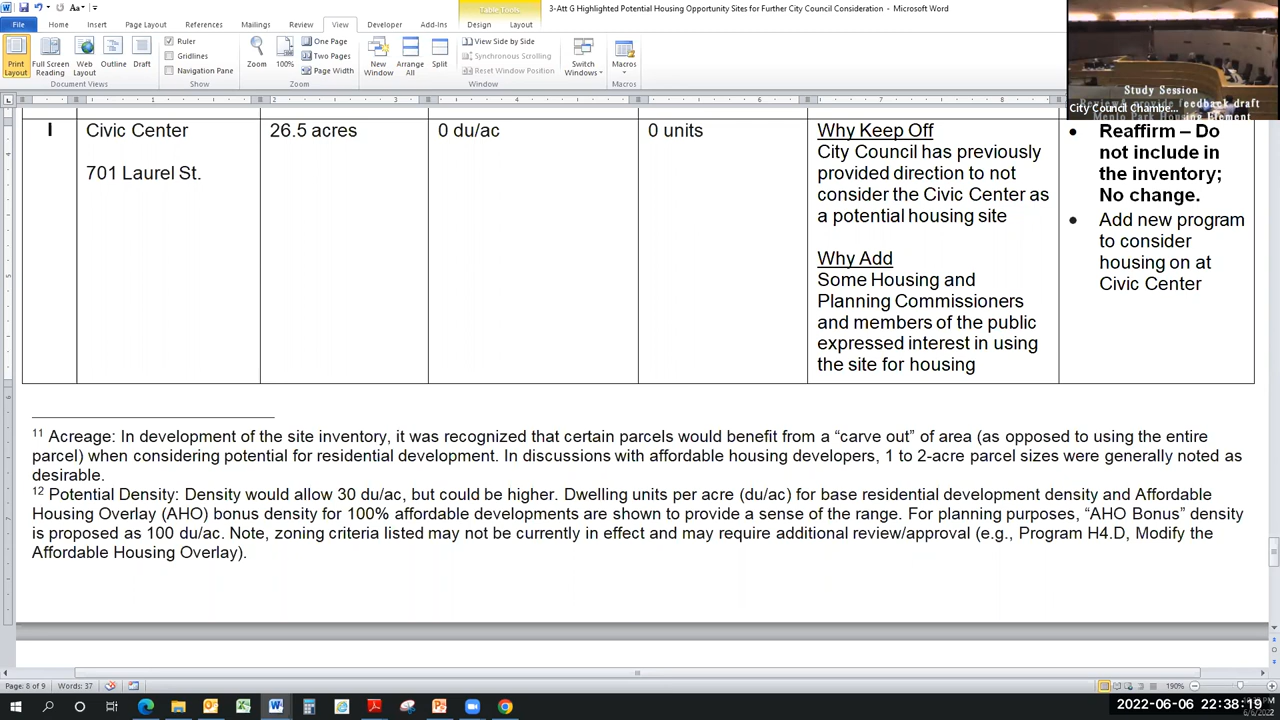 Table Tools
3-Att G Highlighted Potential Housing Opportunity Sites for Further City Council Consideration - Microsoft Word
File Home Insert Page Layout References Mailings Review View Developer Add-Ins Design Layout
Print Layout
Full Screen Reading
Web Layout
Outline
Draft
Ruler
Gridlines
Navigation Pane
Zoom
100%
One Page
Two Pages
Page Width
New Window
Arrange All
Split
View Side by Side
Synchronous Scrolling
Reset Window Position
Switch Windows
Macros
Document Views Show Zoom Window Macros
Study Session
City Council Chambe...
feedback draft
Menlo Park Housing Element
I
Civic Center
701 Laurel St.
26.5 acres
0 du/ac
0 units
Why Keep Off
City Council has previously
provided direction to not
consider the Civic Center as
a potential housing site
Why Add
Some Housing and
Planning Commissioners
and members of the public
expressed interest in using
the site for housing
• Reaffirm – Do
not include in
the inventory;
No change.
• Add new program
to consider
housing on at
Civic Center
11 Acreage: In development of the site inventory, it was recognized that certain parcels would benefit from a “carve out” of area (as opposed to using the entire
parcel) when considering potential for residential development. In discussions with affordable housing developers, 1 to 2-acre parcel sizes were generally noted as
desirable.
12 Potential Density: Density would allow 30 du/ac, but could be higher. Dwelling units per acre (du/ac) for base residential development density and Affordable
Housing Overlay (AHO) bonus density for 100% affordable developments are shown to provide a sense of the range. For planning purposes, “AHO Bonus” density
is proposed as 100 du/ac. Note, zoning criteria listed may not be currently in effect and may require additional review/approval (e.g., Program H4.D, Modify the
Affordable Housing Overlay).
Page: 8 of 9 Words: 37
190%
2022-06-06 22:38:19